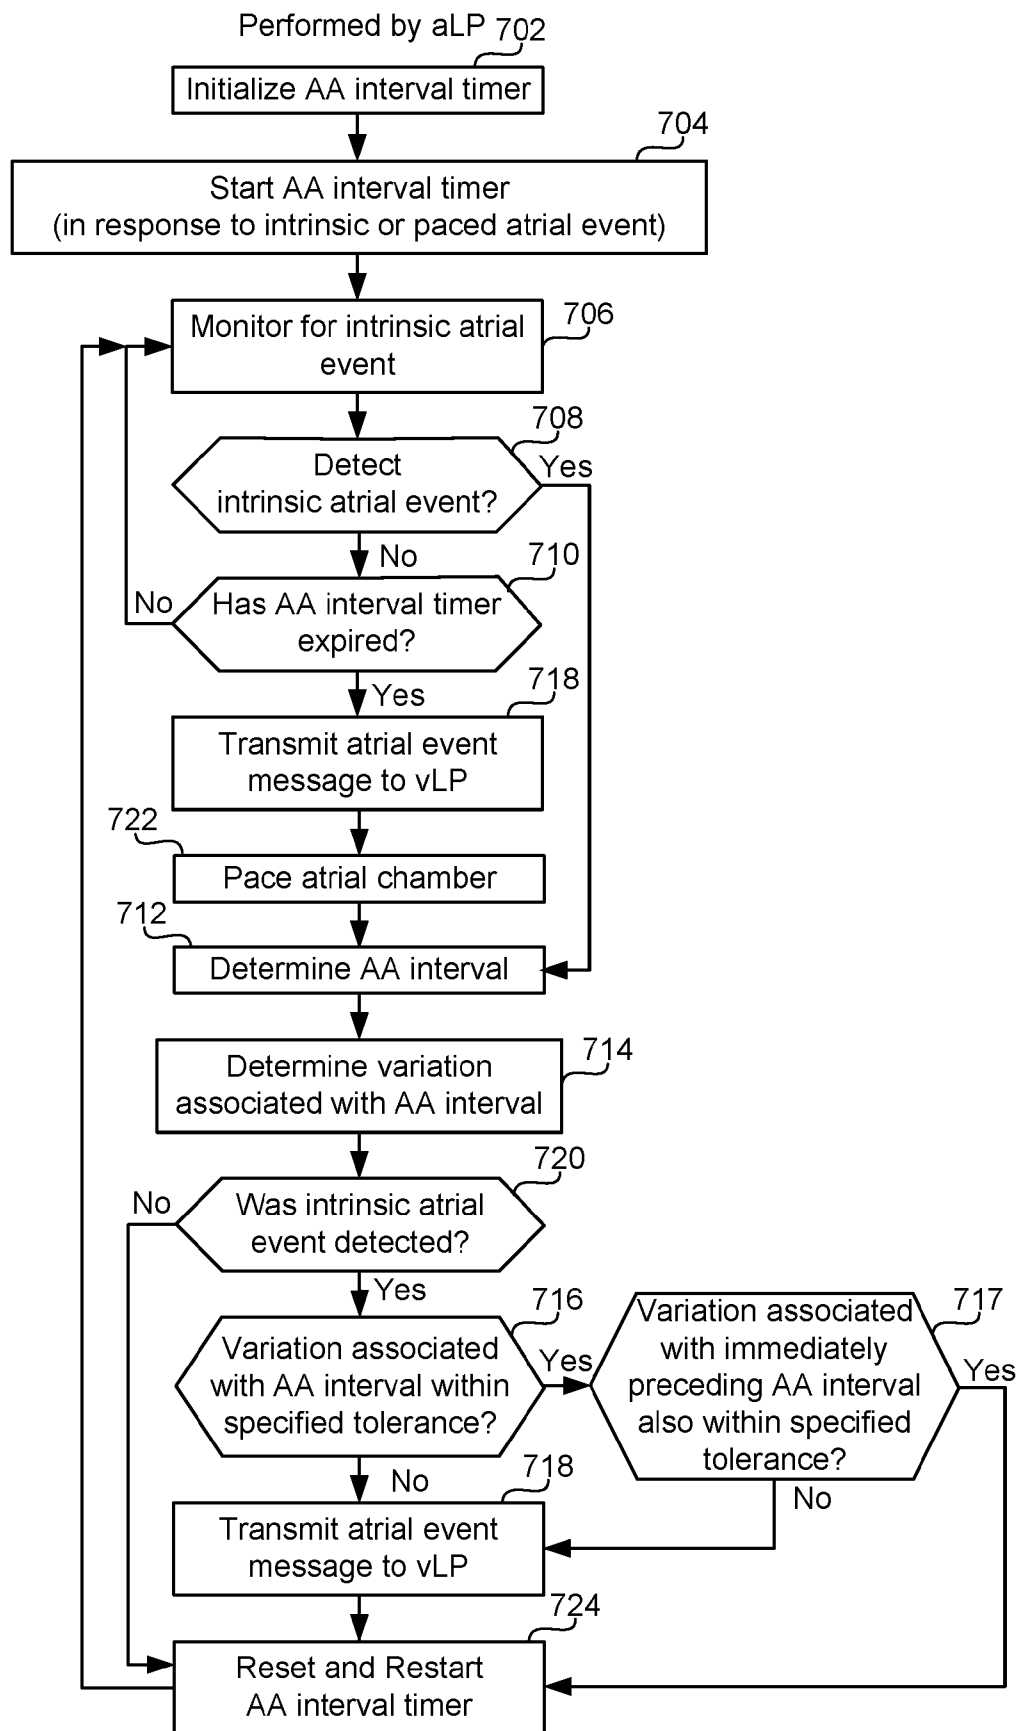 Performed by aLP
702
Initialize AA interval timer
704
Start AA interval timer
(in response to intrinsic or paced atrial event)
706
Monitor for intrinsic atrial
event
708
Detect
intrinsic atrial event?
Yes
No
710
Has AA interval timer
expired?
No
Yes
718
Transmit atrial event
message to vLP
722
Pace atrial chamber
712
Determine AA interval
714
Determine variation
associated with AA interval
720
Was intrinsic atrial
event detected?
No
Yes
716
Variation associated
with AA interval within
specified tolerance?
Yes
717
Variation associated
with immediately
preceding AA interval
also within specified
tolerance?
Yes
No
No
718
Transmit atrial event
message to vLP
724
Reset and Restart
AA interval timer